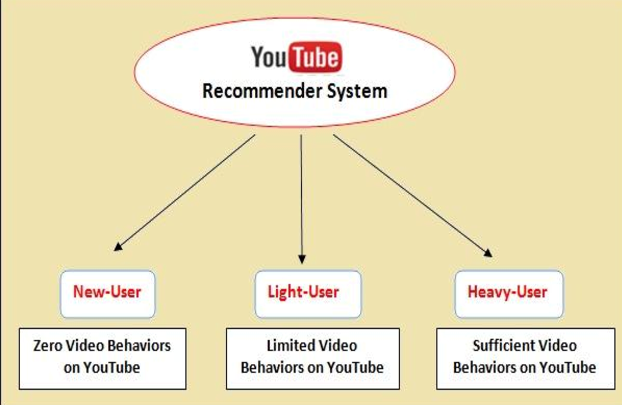 YouTube
Recommender System
New-User
Light-User
Heavy-User
Zero Video Behaviors
on YouTube
Limited Video
Behaviors on YouTube
Sufficient Video
Behaviors on YouTube